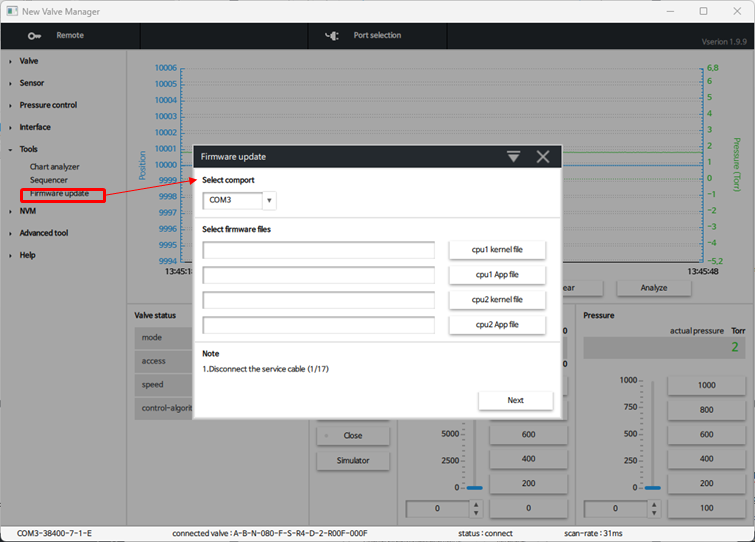 New Valve Manager
Remote
Port selection
Vserion 1.9.9
Valve
Sensor
Pressure control
Interface
Tools
Chart analyzer
Sequencer
Firmware update
NVM
Advanced tool
Help
Position
10006
10005
10004
10003
10002
10001
10000
9999
9998
9997
9996
9995
9994
6,8
6
5
4
3
2
1
0
-1
-2
-3
-4
-5,2
Pressure (Torr)
13:45:18
13:45:48
Firmware update
Select comport
COM3
Select firmware files
cpu1 kernel file
cpu1 App file
cpu2 kernel file
cpu2 App file
Note
1.Disconnect the service cable (1/17)
Next
ear
Analyze
Valve status
mode
access
speed
control-algorit
Close
Simulator
0
0
5000
2500
0
600
400
200
0
100
Pressure
actual pressure Torr
2
1000
750
500
250
0
1000
800
600
400
200
0
100
COM3-38400-7-1-E
connected valve : A-B-N-080-F-S-R4-D-2-R00F-000F
status : connect
scan-rate : 31ms